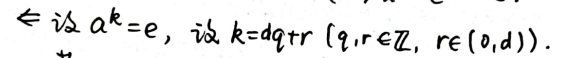 ⇐ 设 a^k=e, 设 k=dq+r (q,r∈ℤ, r∈(0,d)).